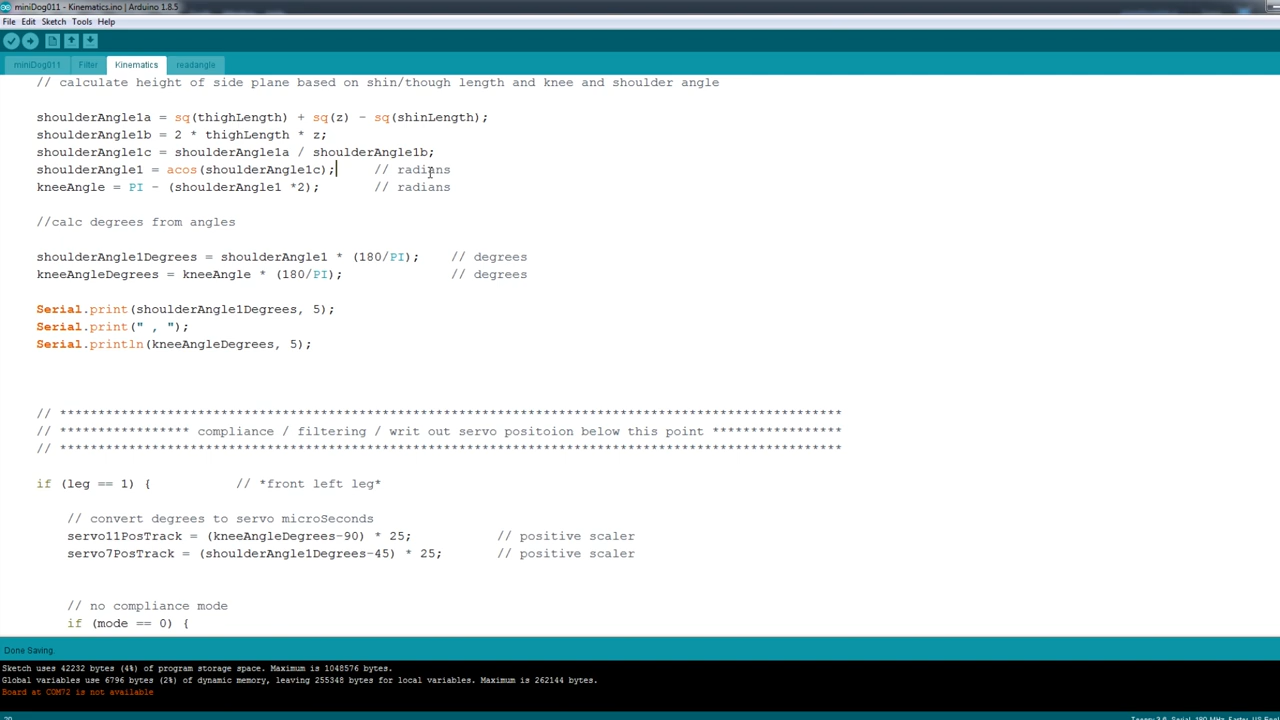 miniDog011 - Kinematics.ino | Arduino 1.8.5
File Edit Sketch Tools Help
miniDog011 Filter Kinematics readangle
// calculate height of side plane based on shin/though length and knee and shoulder angle
shoulderAngle1a = sq(thighLength) + sq(z) - sq(shinLength);
shoulderAngle1b = 2 * thighLength * z;
shoulderAngle1c = shoulderAngle1a / shoulderAngle1b;
shoulderAngle1 = acos(shoulderAngle1c); // radians
kneeAngle = PI - (shoulderAngle1 *2); // radians
//calc degrees from angles
shoulderAngle1Degrees = shoulderAngle1 * (180/PI); // degrees
kneeAngleDegrees = kneeAngle * (180/PI); // degrees
Serial.print(shoulderAngle1Degrees, 5);
Serial.print(" , ");
Serial.println(kneeAngleDegrees, 5);
// ******************************************************************************************************
// ***************** compliance / filtering / writ out servo positoion below this point *****************
// ******************************************************************************************************
if (leg == 1) { // *front left leg*
// convert degrees to servo microSeconds
servo11PosTrack = (kneeAngleDegrees-90) * 25; // positive scaler
servo7PosTrack = (shoulderAngle1Degrees-45) * 25; // positive scaler
// no compliance mode
if (mode == 0) {
Done Saving.
Sketch uses 42232 bytes (4%) of program storage space. Maximum is 1048576 bytes.
Global variables use 6796 bytes (2%) of dynamic memory, leaving 255348 bytes for local variables. Maximum is 262144 bytes.
Board at COM72 is not available